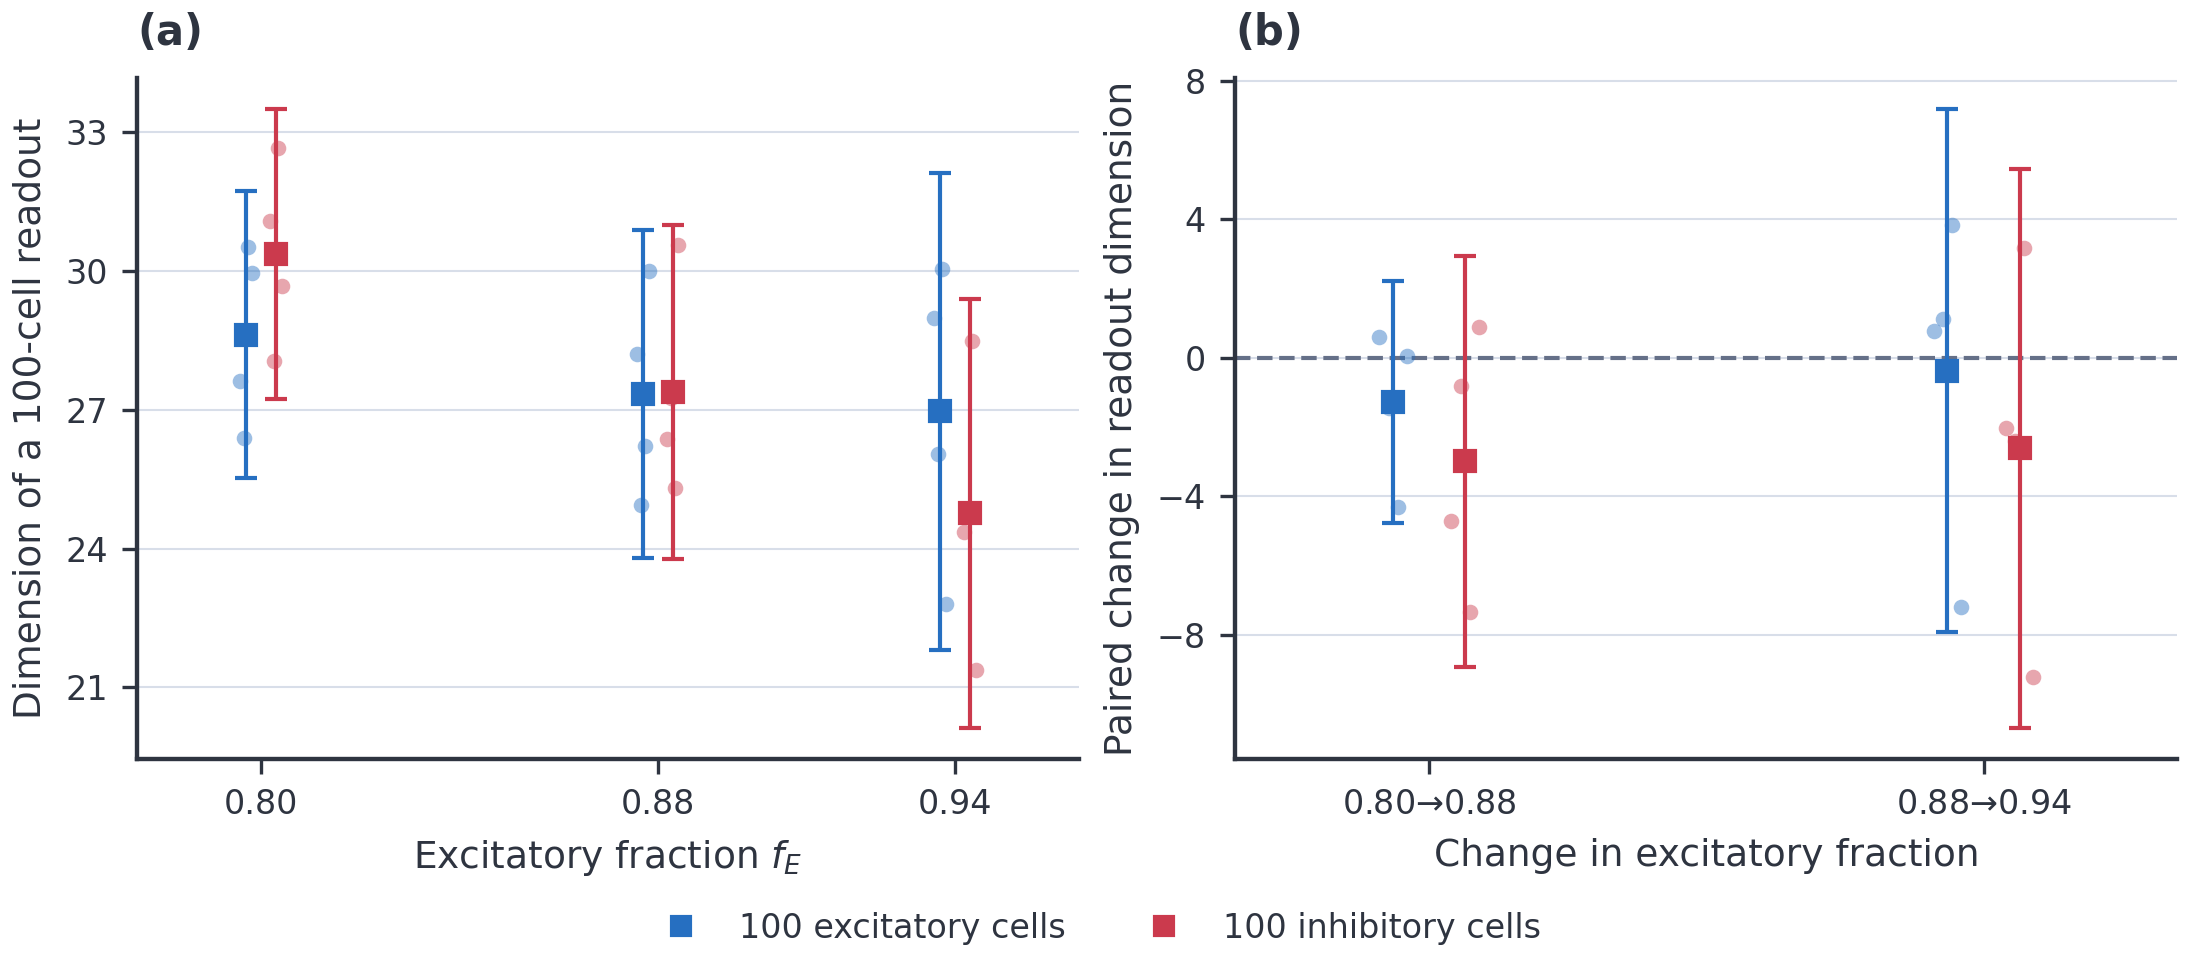 (a)
Dimension of a 100-cell readout
33
30
27
24
21
0.80
0.88
0.94
Excitatory fraction f_E
(b)
Paired change in readout dimension
8
4
0
−4
−8
0.80→0.88
0.88→0.94
Change in excitatory fraction
100 excitatory cells
100 inhibitory cells